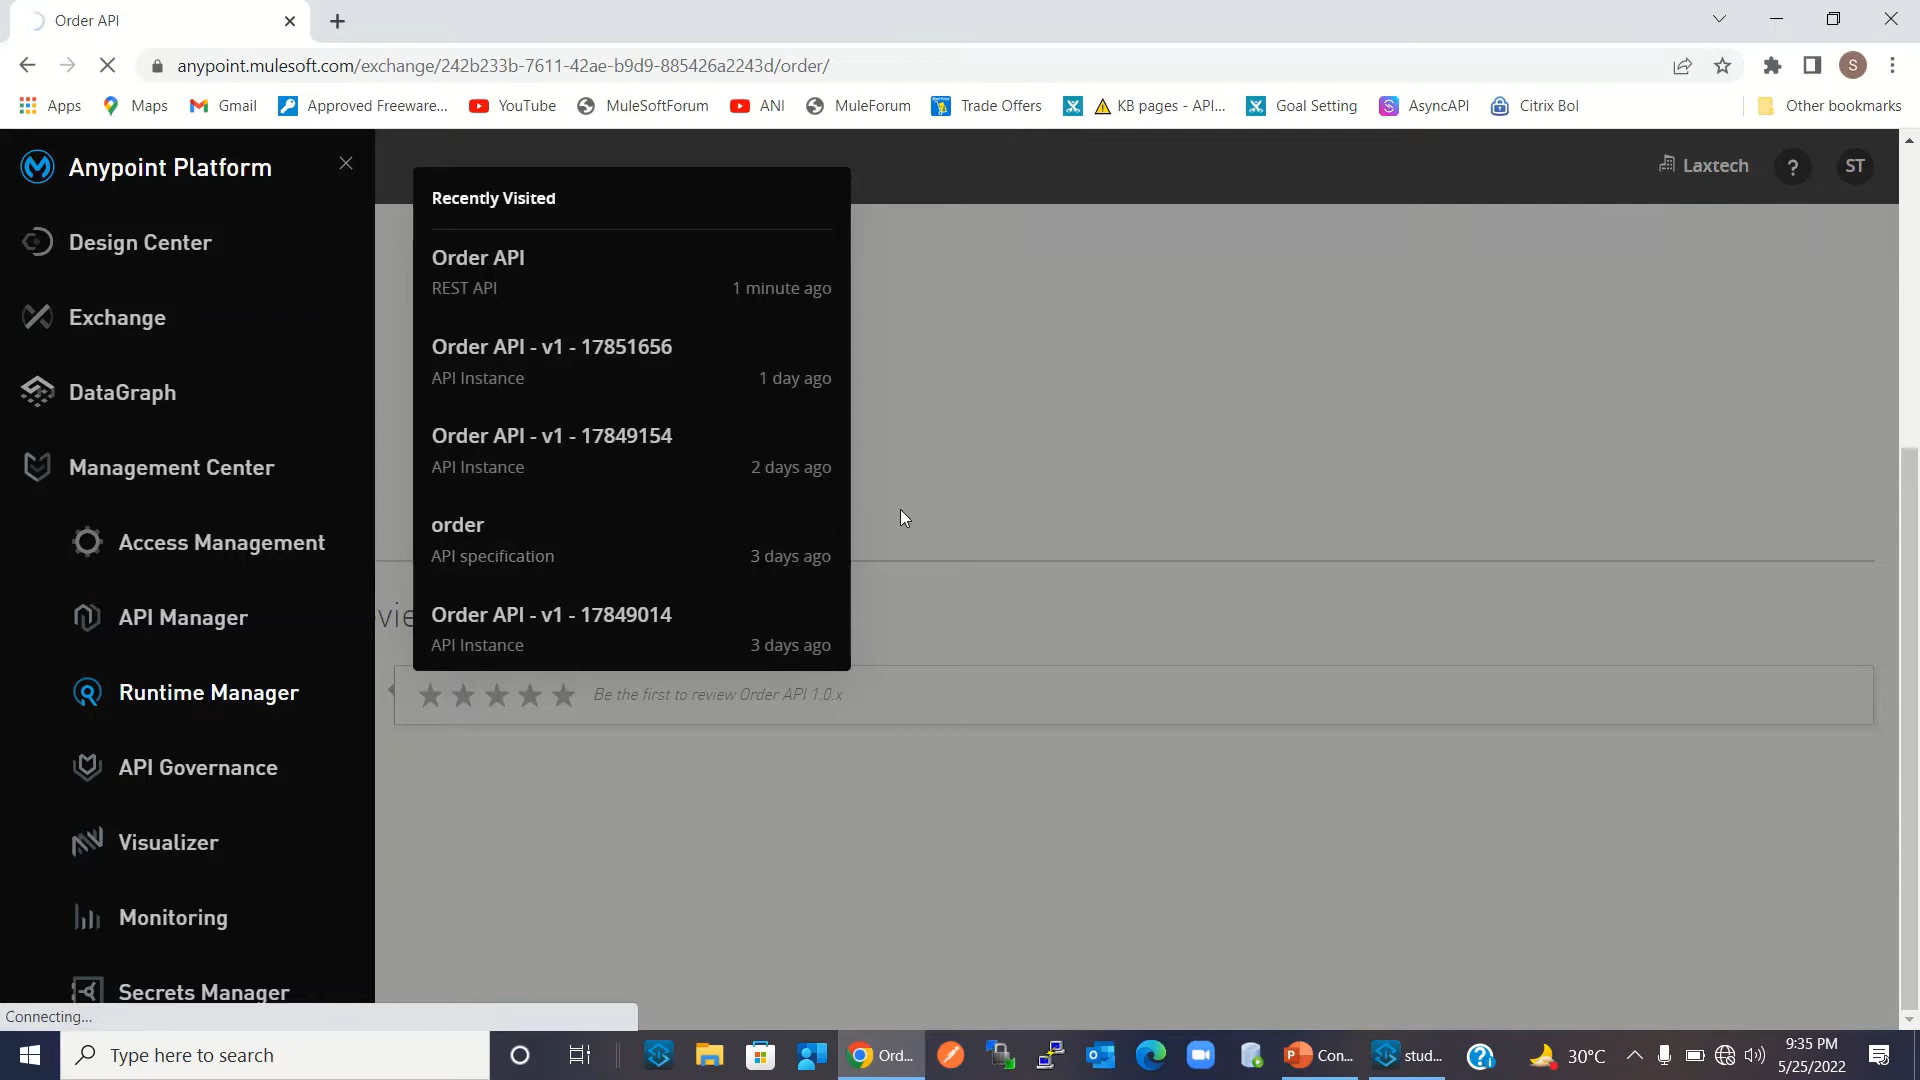 Order API
anypoint.mulesoft.com/exchange/242b233b-7611-42ae-b9d9-885426a2243d/order/
S
Apps Maps Gmail Approved Freeware... YouTube MuleSoftForum ANI MuleForum Trade Offers KB pages - API... Goal Setting AsyncAPI Citrix Bol Other bookmarks
Anypoint Platform
Laxtech ? ST
Design Center
Exchange
DataGraph
Management Center
Access Management
API Manager
Runtime Manager
API Governance
Visualizer
Monitoring
Secrets Manager
Recently Visited
Order API
REST API 1 minute ago
Order API - v1 - 17851656
API Instance 1 day ago
Order API - v1 - 17849154
API Instance 2 days ago
order
API specification 3 days ago
Order API - v1 - 17849014
API Instance 3 days ago
Be the first to review Order API 1.0.x
Connecting...
Type here to search
Ord... Con... stud...
30°C
9:35 PM
5/25/2022